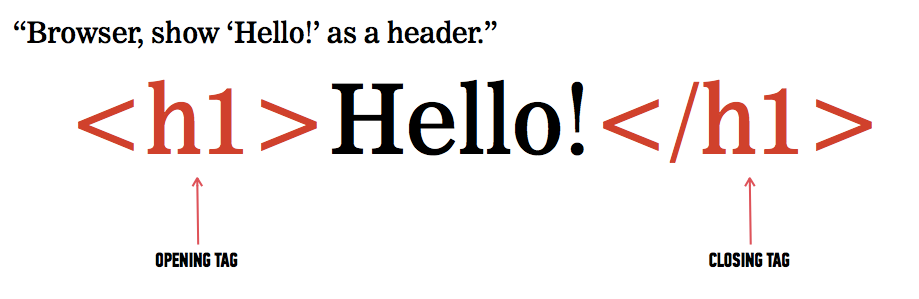 “Browser, show ‘Hello!’ as a header.”
<h1>Hello!</h1>
OPENING TAG
CLOSING TAG